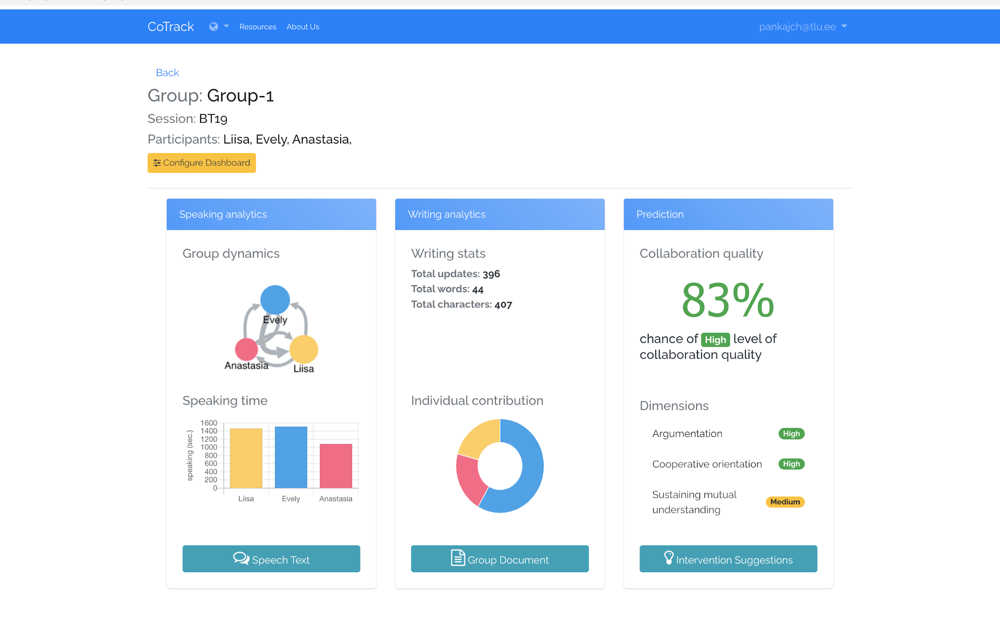 CoTrack Resources About Us pankajch@tlu.ee
Back
Group: Group-1
Session: BT19
Participants: Liisa, Evely, Anastasia,
Configure Dashboard
Speaking analytics
Group dynamics
Evely
Anastasia
Liisa
Speaking time
speaking (sec.)
1600
1400
1200
1000
800
600
400
200
0
Liisa Evely Anastasia
Speech Text
Writing analytics
Writing stats
Total updates: 396
Total words: 44
Total characters: 407
Individual contribution
Group Document
Prediction
Collaboration quality
83%
chance of High level of
collaboration quality
Dimensions
Argumentation High
Cooperative orientation High
Sustaining mutual
understanding Medium
Intervention Suggestions